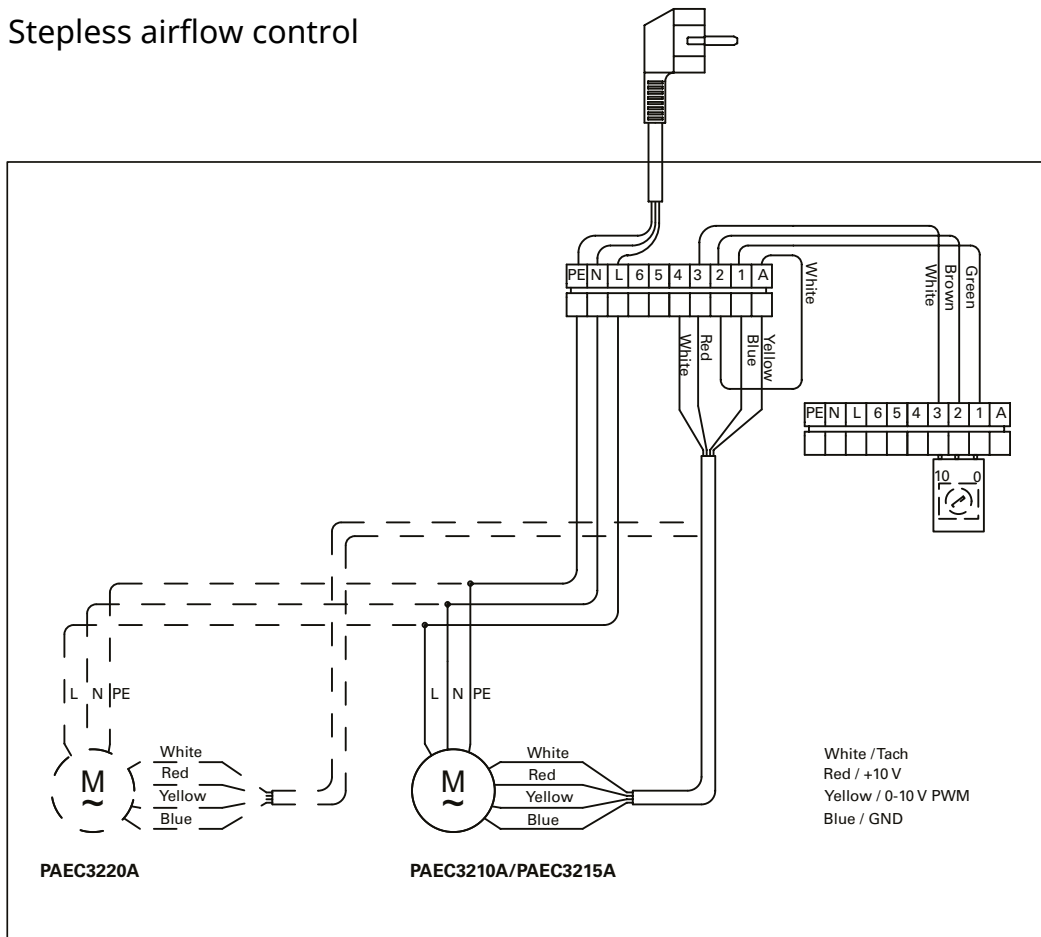 Stepless airflow control
PE N L 6 5 4 3 2 1 A
White
White
Brown
Green
White
Red
Blue
Yellow
PE N L 6 5 4 3 2 1 A
10 0
L N PE
L N PE
White
Red
Yellow
Blue
M
~
White
Red
Yellow
Blue
M
~
White /Tach
Red / +10 V
Yellow / 0-10 V PWM
Blue / GND
PAEC3220A
PAEC3210A/PAEC3215A